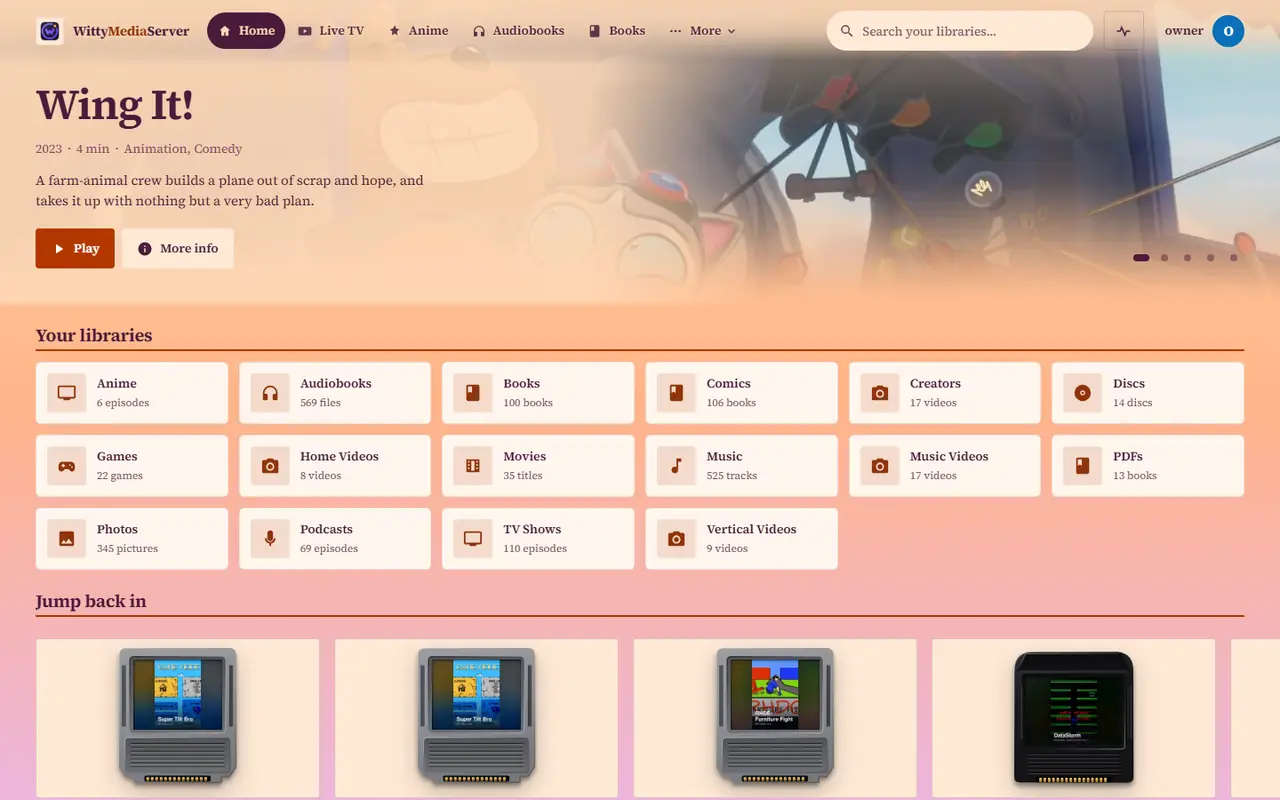 WittyMediaServer
Home
Live TV
Anime
Audiobooks
Books
More
Search your libraries...
owner
O
Wing It!
2023 · 4 min · Animation, Comedy
A farm-animal crew builds a plane out of scrap and hope, and
takes it up with nothing but a very bad plan.
Play
More info
Your libraries
Anime
6 episodes
Audiobooks
569 files
Books
100 books
Comics
106 books
Creators
17 videos
Discs
14 discs
Games
22 games
Home Videos
8 videos
Movies
35 titles
Music
525 tracks
Music Videos
17 videos
PDFs
13 books
Photos
345 pictures
Podcasts
69 episodes
TV Shows
110 episodes
Vertical Videos
9 videos
Jump back in
Super Tilt Bro
Super Tilt Bro
Furniture Fight
DataStorm